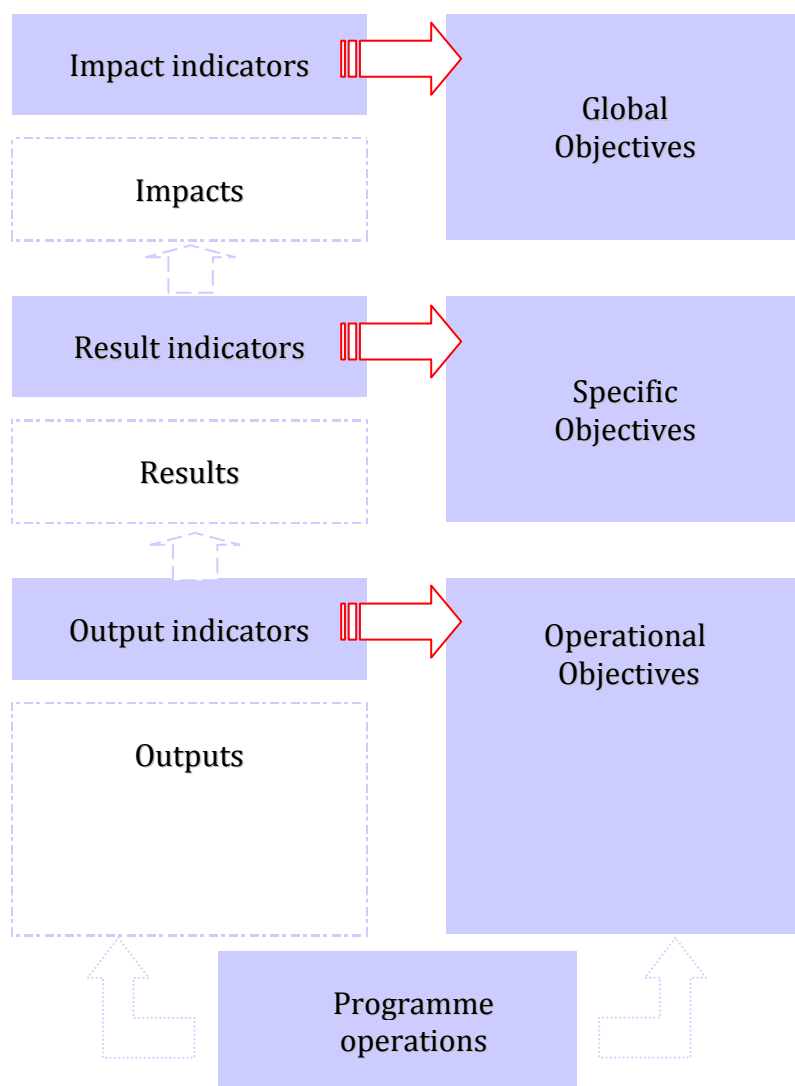 Impact indicators
Global
Objectives
Impacts
Result indicators
Specific
Objectives
Results
Output indicators
Operational
Objectives
Outputs
Programme
operations